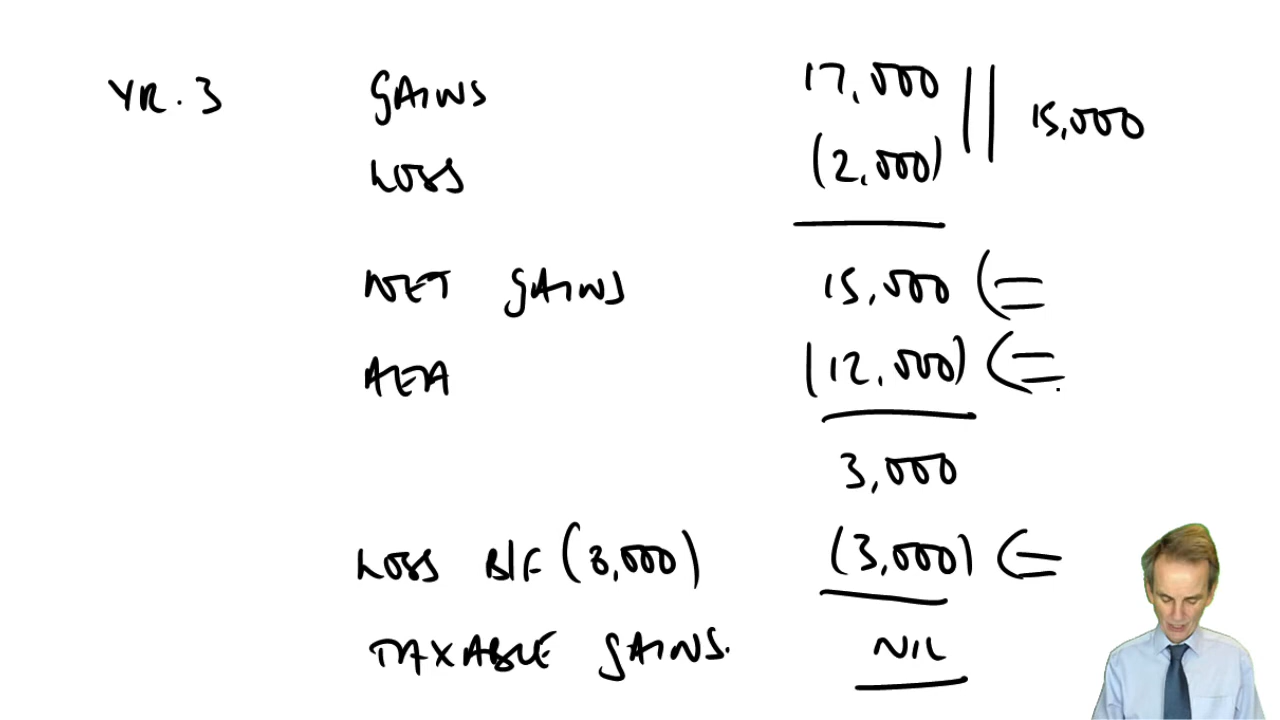 YR. 3 GAINS 17,000
15,000
LOSS (2,000)
NET GAINS 15,000 (=
AEA (12,000) (=
3,000
LOSS B/F (8,000) (3,000) (=
TAXABLE GAINS. NIL